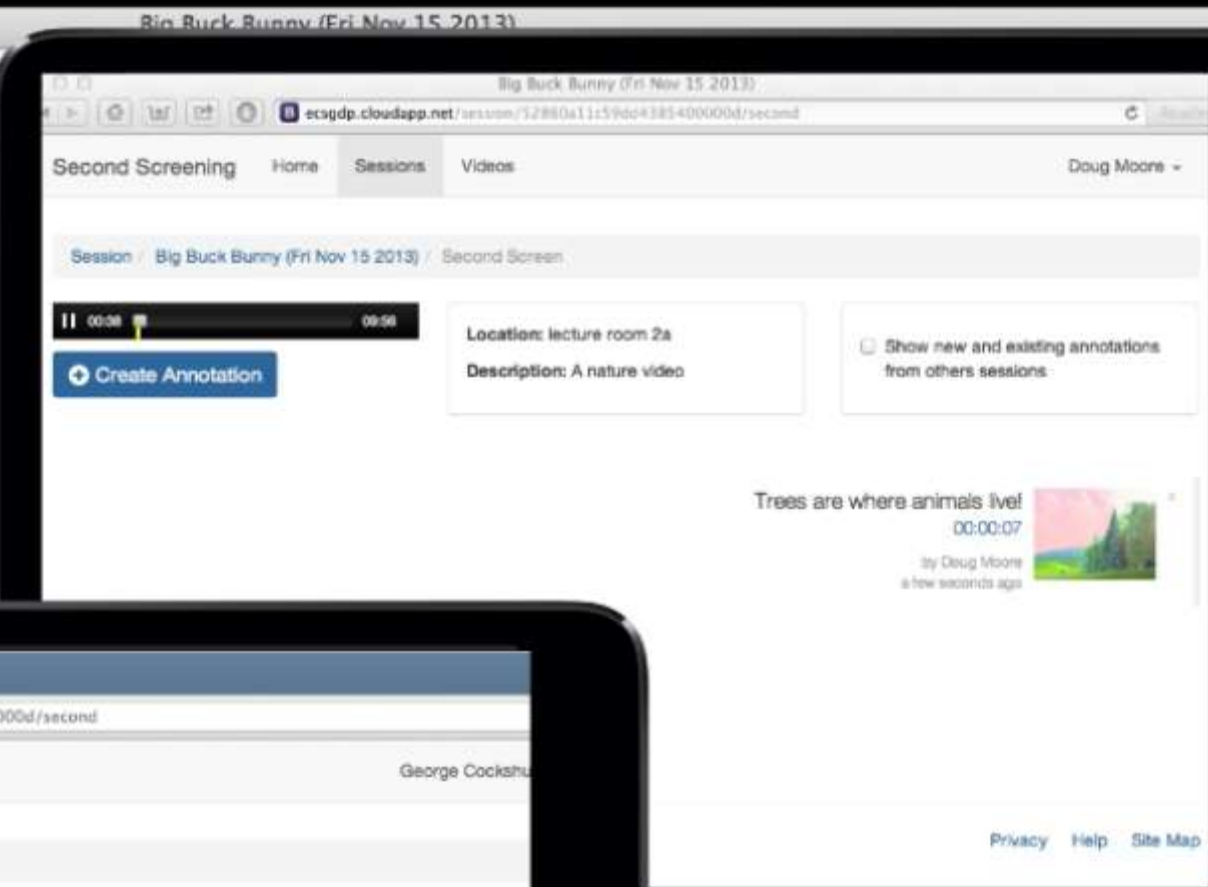 Big Buck Bunny (Fri Nov 15 2013)
Big Buck Bunny (Fri Nov 15 2013)
ecsgdp.cloudapp.net/session/52860a11c59dd4385400000d/second
Second Screening Home Sessions Videos Doug Moore
Session / Big Buck Bunny (Fri Nov 15 2013) / Second Screen
00:38 09:56
Create Annotation
Location: lecture room 2a
Description: A nature video
Show new and existing annotations
from others sessions
Trees are where animals live!
00:00:07
by Doug Moore
a few seconds ago
000d/second
George Cockshu
Privacy Help Site Map